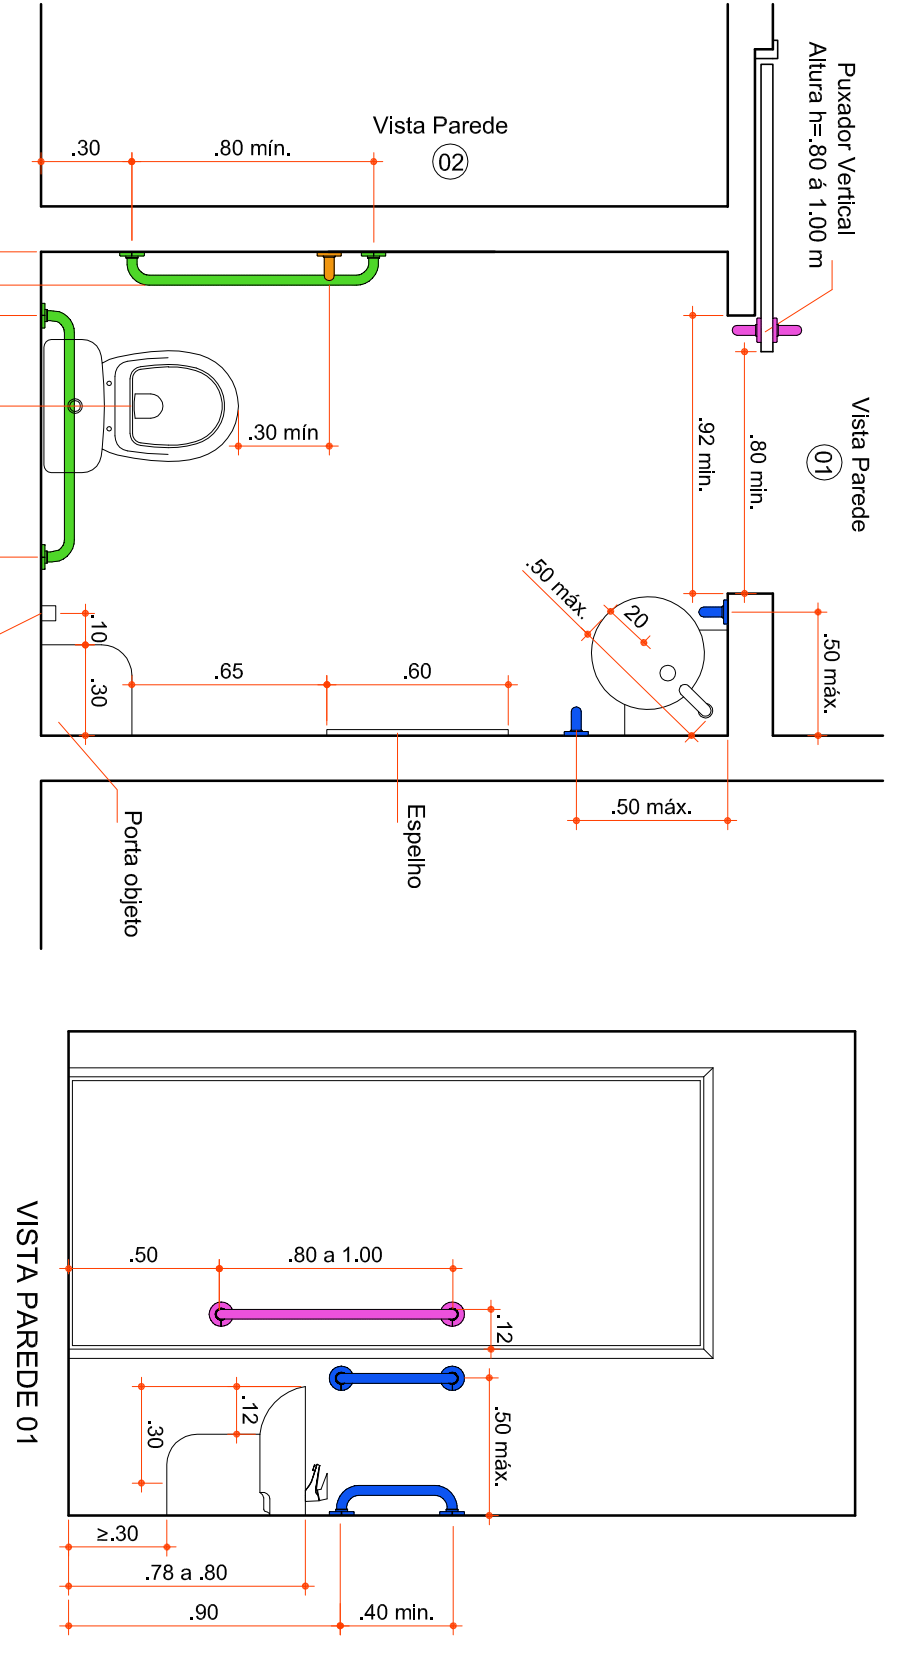 Puxador Vertical
Altura h=.80 á 1.00 m
Vista Parede
02
.30
.80 mín.
Vista Parede
01
.30 mín
.92 min.
.80 min.
.50 máx.
20
.50 máx.
.10
.30
.65
.60
.50 máx.
Espelho
Porta objeto
.50
.80 a 1.00
.12
.50 máx.
.12
.30
≥.30
.78 a .80
.90
.40 min.
VISTA PAREDE 01